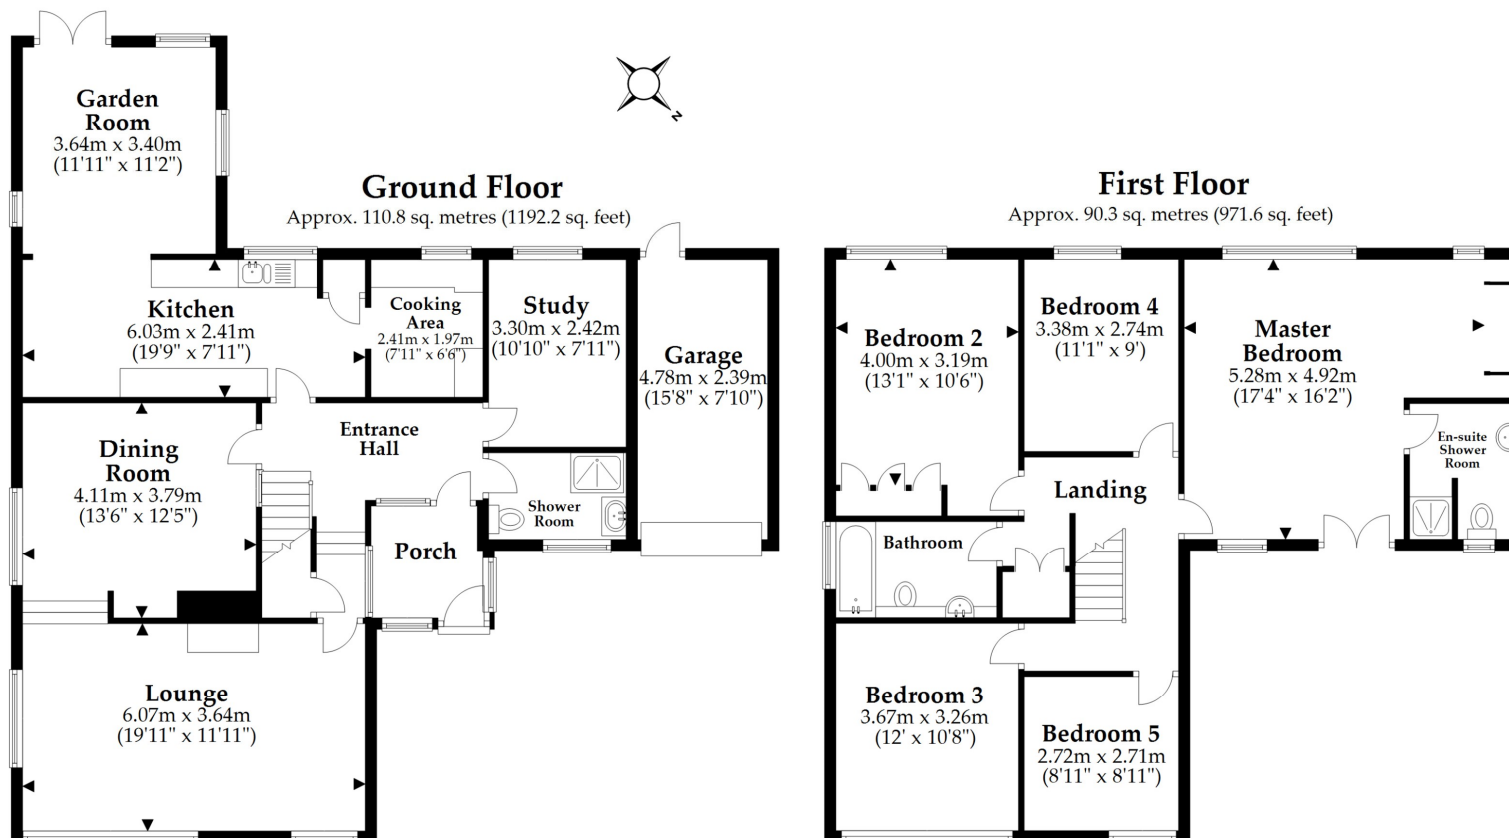 Garden
Room
3.64m x 3.40m
(11'11" x 11'2")
N
Ground Floor
Approx. 110.8 sq. metres (1192.2 sq. feet)
Kitchen
6.03m x 2.41m
(19'9" x 7'11")
Cooking
Area
2.41m x 1.97m
(7'11" x 6'6")
Study
3.30m x 2.42m
(10'10" x 7'11")
Garage
4.78m x 2.39m
(15'8" x 7'10")
Entrance
Hall
Dining
Room
4.11m x 3.79m
(13'6" x 12'5")
Shower
Room
Porch
Lounge
6.07m x 3.64m
(19'11" x 11'11")
First Floor
Approx. 90.3 sq. metres (971.6 sq. feet)
Bedroom 2
4.00m x 3.19m
(13'1" x 10'6")
Bedroom 4
3.38m x 2.74m
(11'1" x 9')
Master
Bedroom
5.28m x 4.92m
(17'4" x 16'2")
En-suite
Shower
Room
Landing
Bathroom
Bedroom 3
3.67m x 3.26m
(12' x 10'8")
Bedroom 5
2.72m x 2.71m
(8'11" x 8'11")